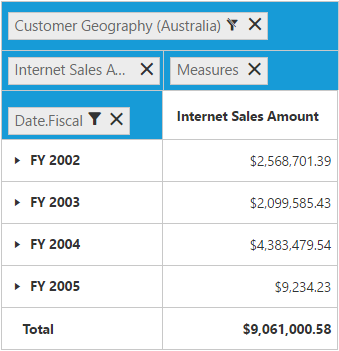 Customer Geography (Australia)
Internet Sales A... Measures
Date.Fiscal Internet Sales Amount
FY 2002 $2,568,701.39
FY 2003 $2,099,585.43
FY 2004 $4,383,479.54
FY 2005 $9,234.23
Total $9,061,000.58